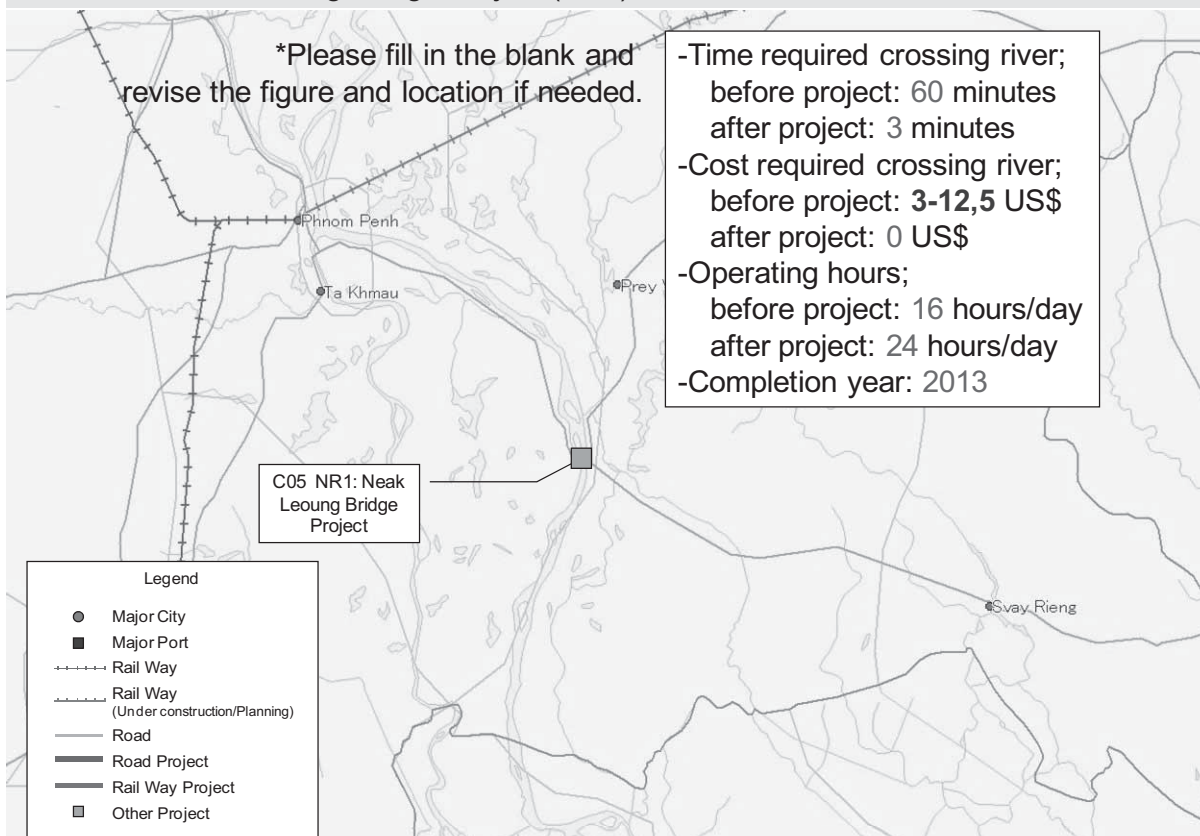 *Please fill in the blank and
revise the figure and location if needed.
-Time required crossing river;
before project: 60 minutes
after project: 3 minutes
-Cost required crossing river;
before project: 3-12,5 US$
after project: 0 US$
-Operating hours;
before project: 16 hours/day
after project: 24 hours/day
-Completion year: 2013
Phnom Penh
Ta Khmau
Prey
C05 NR1: Neak
Leoung Bridge
Project
Svay Rieng
Legend
Major City
Major Port
Rail Way
Rail Way
(Under construction/Planning)
Road
Road Project
Rail Way Project
Other Project